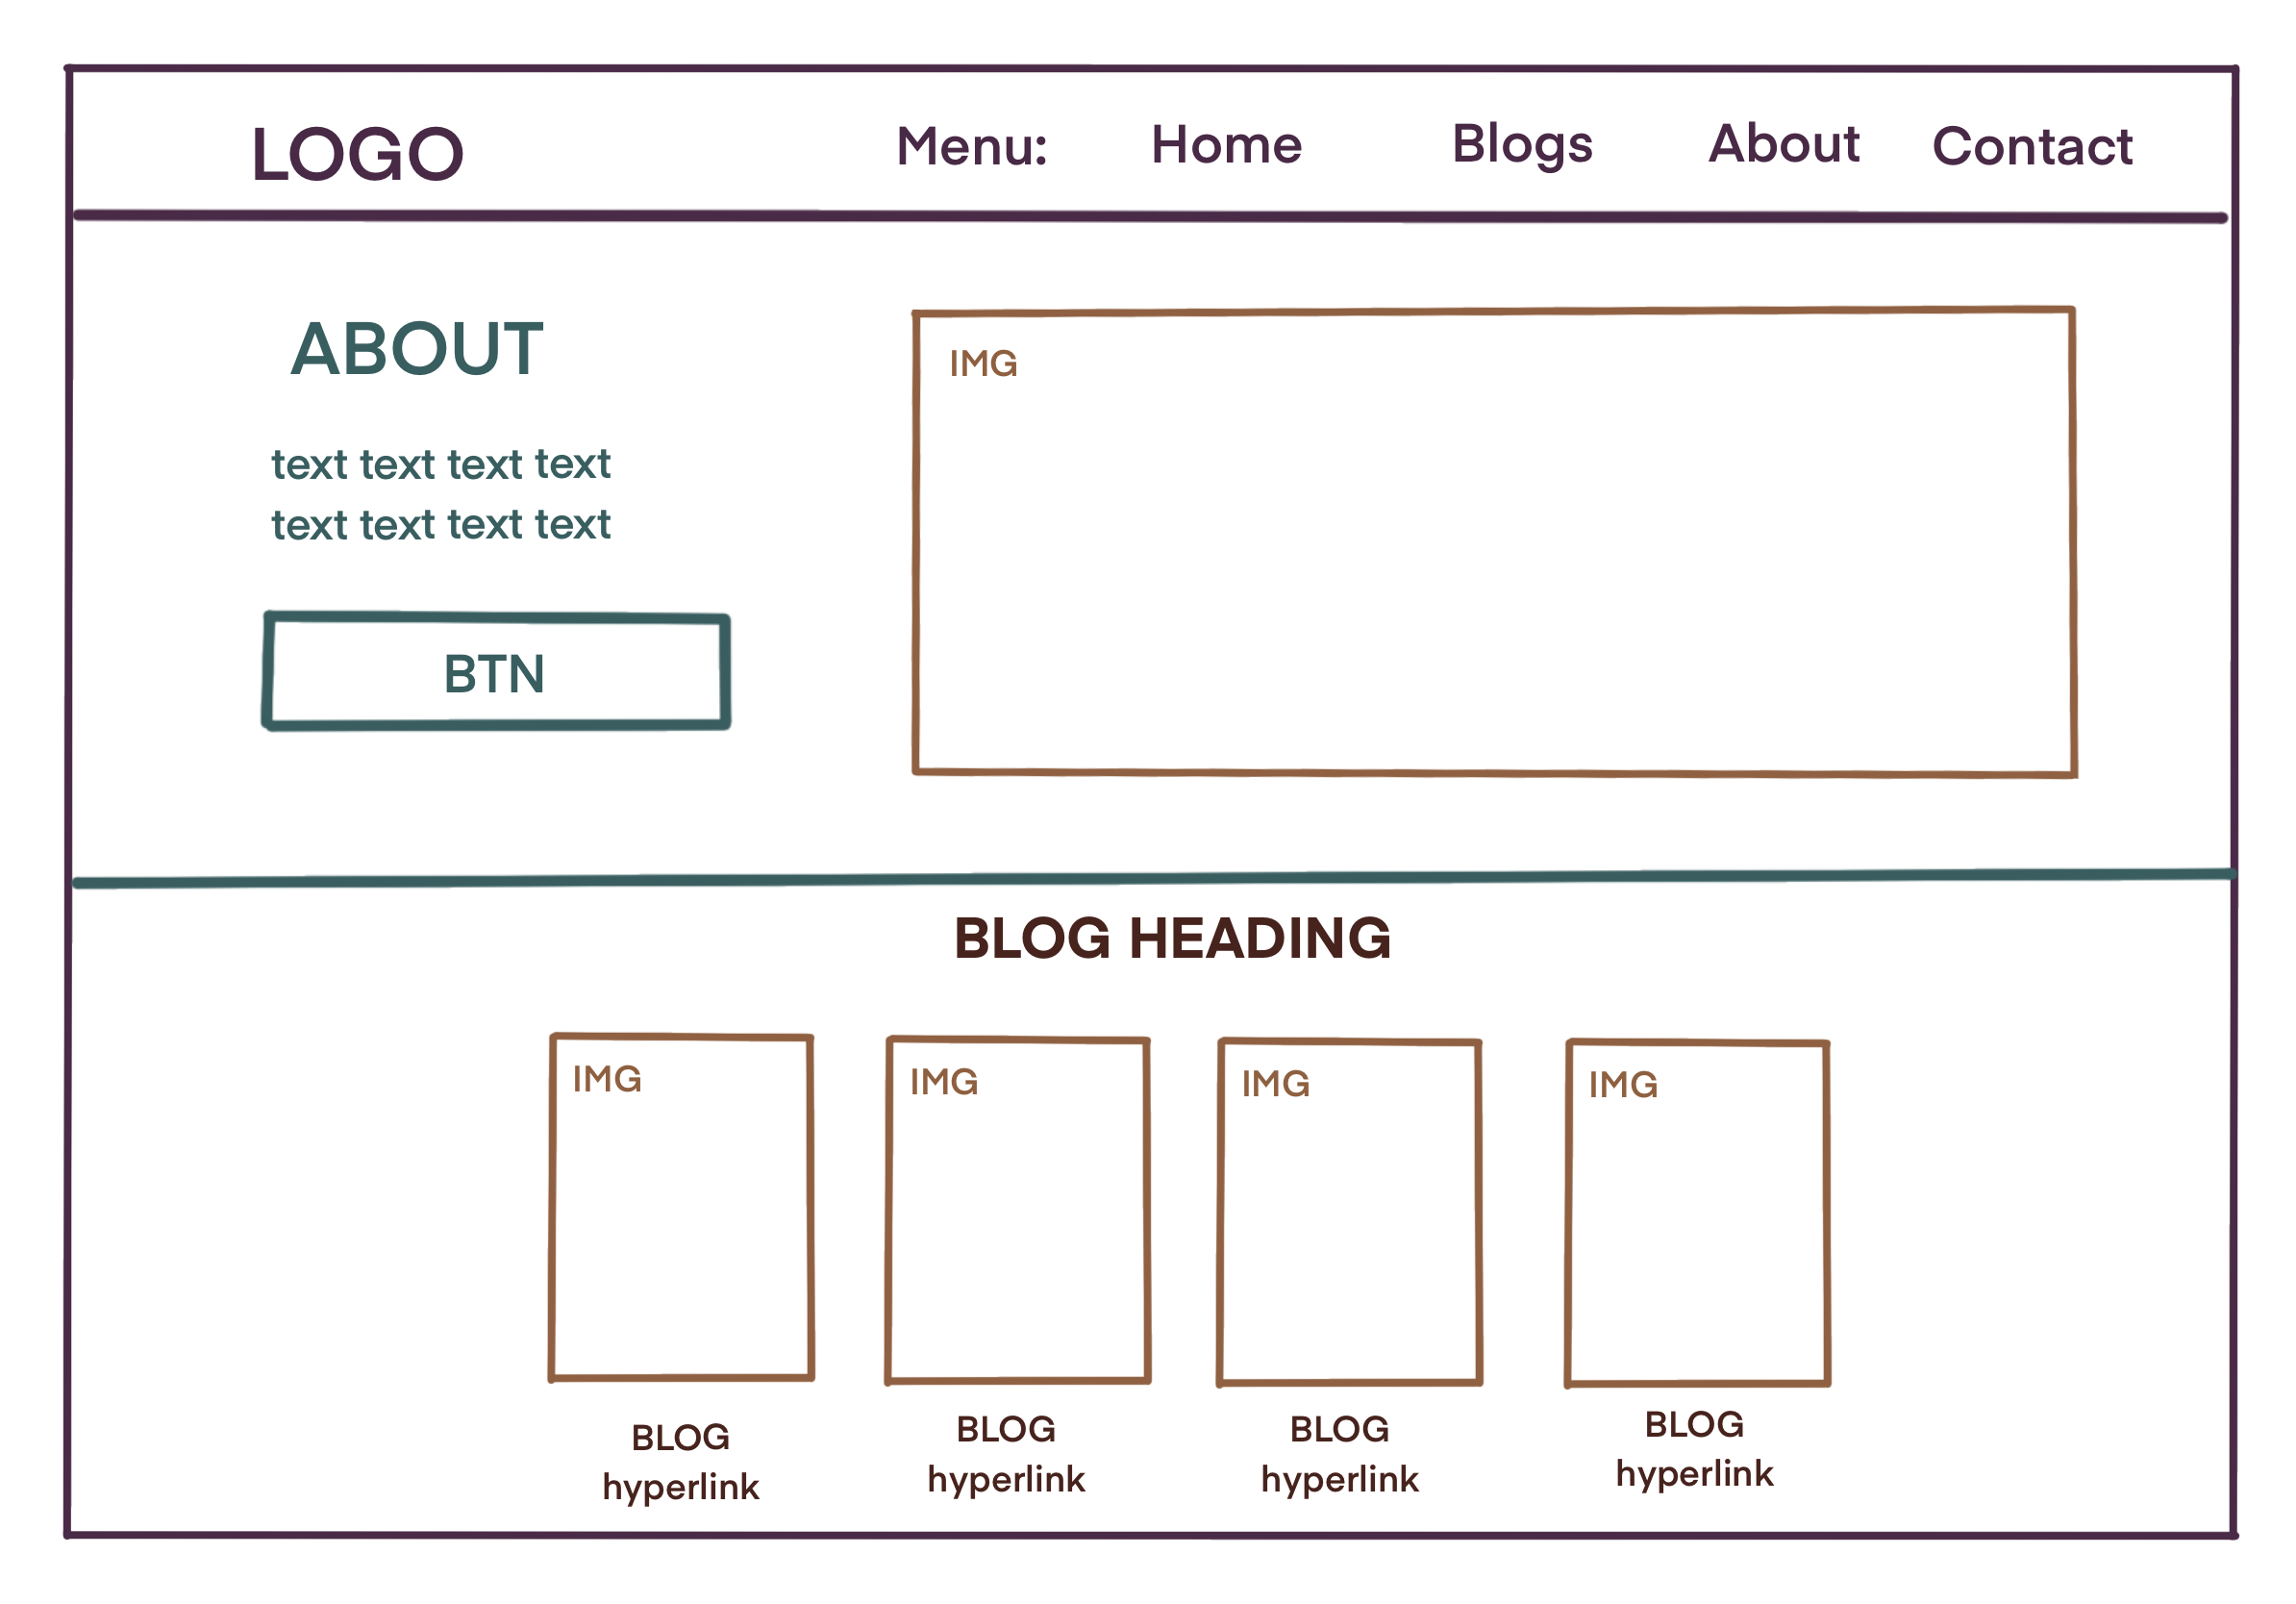 LOGO
Menu: Home Blogs About Contact
ABOUT
text text text text
text text text text
BTN
IMG
BLOG HEADING
IMG
IMG
IMG
IMG
BLOG
hyperlink
BLOG
hyperlink
BLOG
hyperlink
BLOG
hyperlink